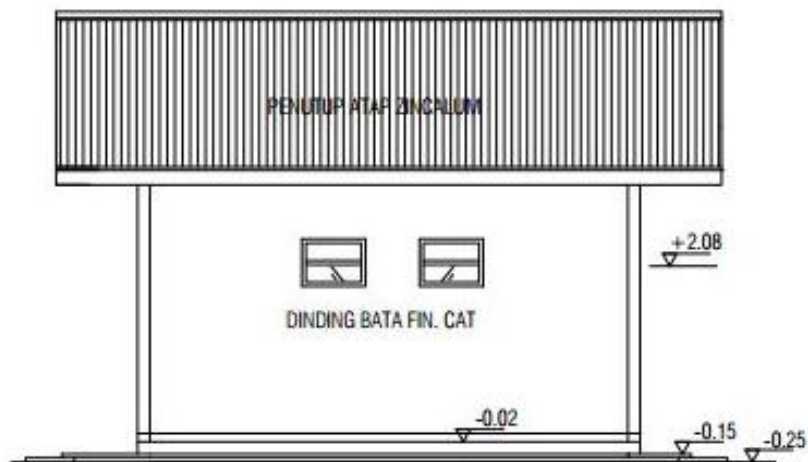 PENUTUP ATAP ZINCALUM
+2.08
DINDING BATA FIN. CAT
-0.02
-0.15
-0.25